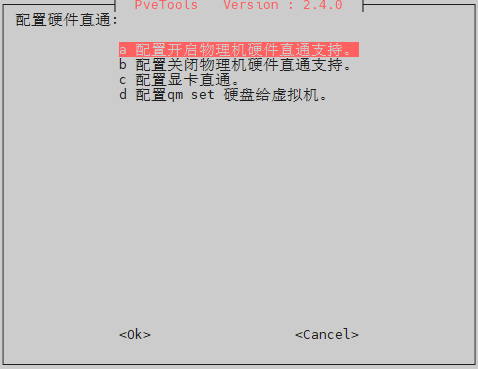 PveTools   Version : 2.4.0
配置硬件直通:
a 配置开启物理机硬件直通支持。
b 配置关闭物理机硬件直通支持。
c 配置显卡直通。
d 配置qm set 硬盘给虚拟机。
<Ok> <Cancel>